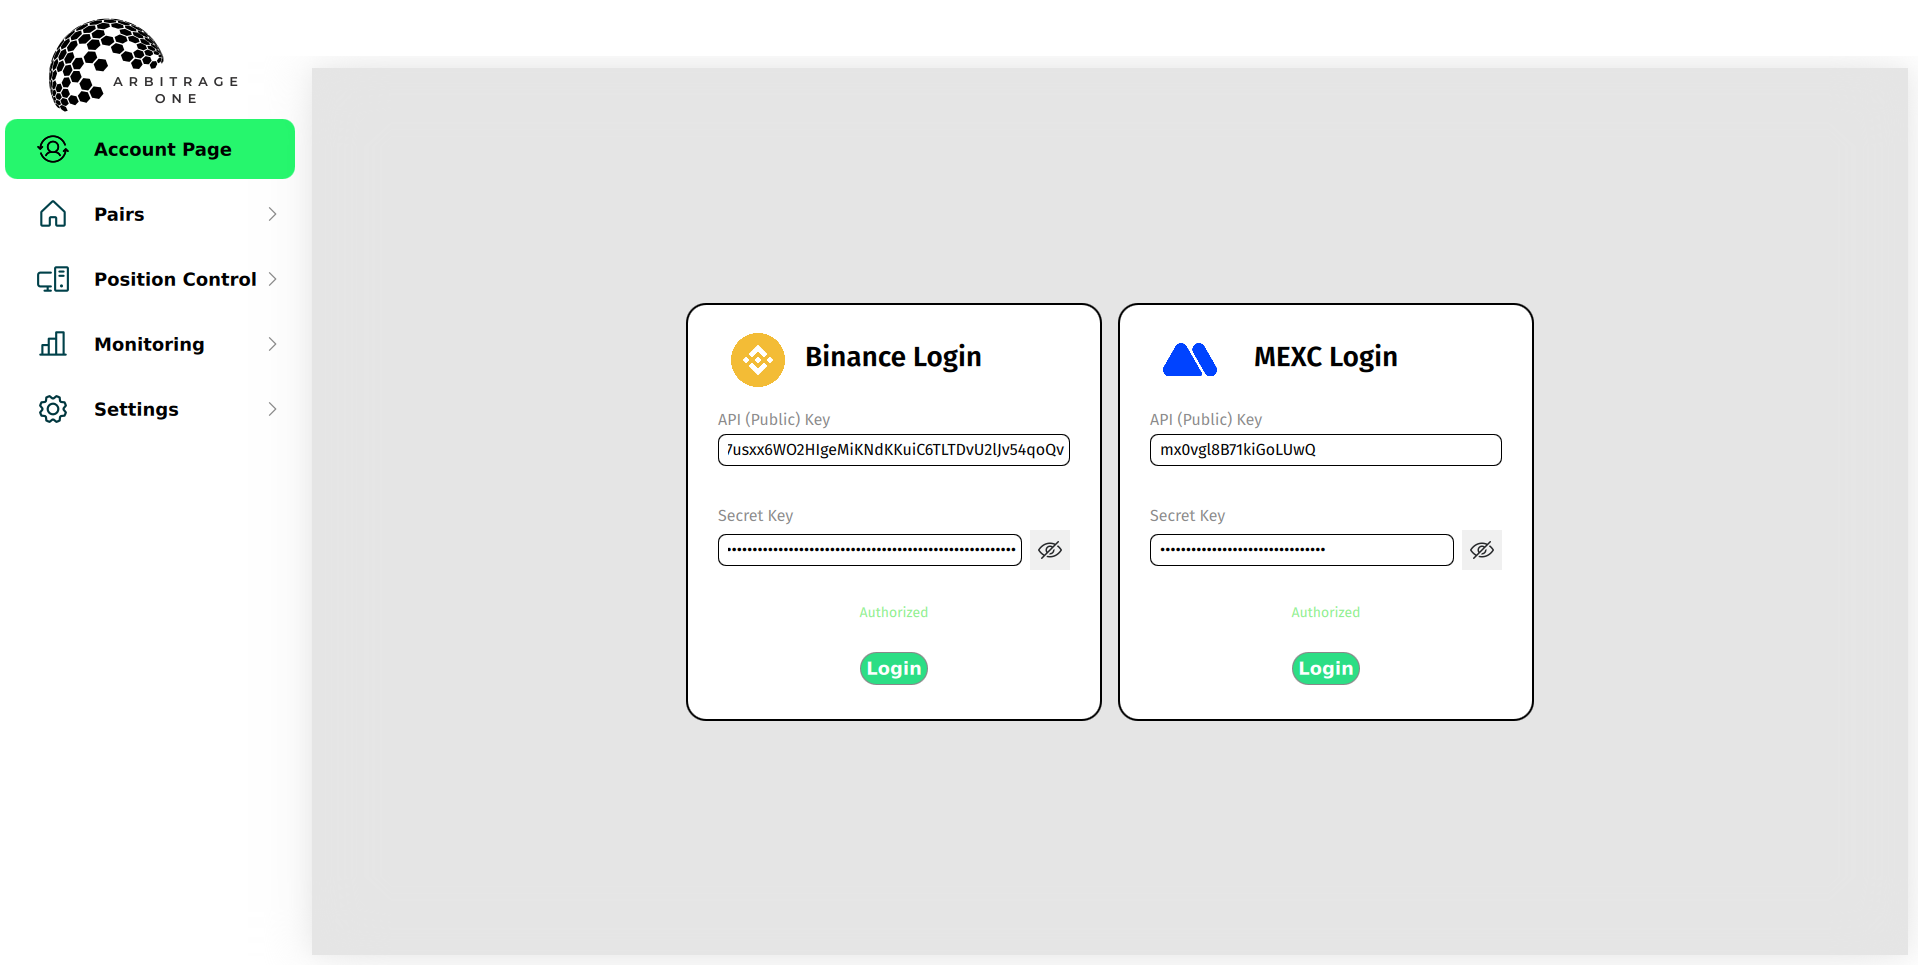 ARBITRAGE
ONE
Account Page
Pairs
Position Control
Monitoring
Settings
Binance Login
API (Public) Key
7usxx6WO2HIgeMiKNdKKuiC6TLTDvU2lJv54qoQv
Secret Key
Authorized
Login
MEXC Login
API (Public) Key
mx0vgl8B71kiGoLUwQ
Secret Key
Authorized
Login